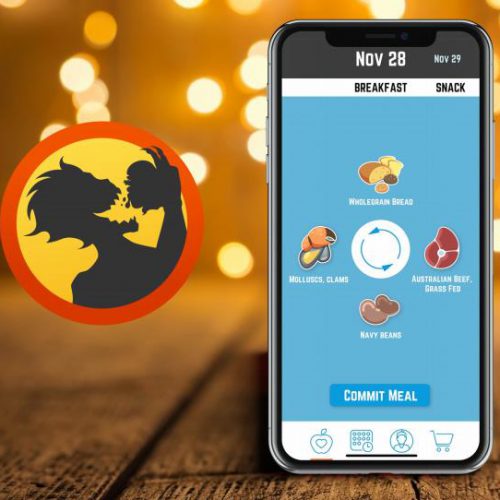 Nov 28
Nov 29
BREAKFAST
SNACK
WHOLEGRAIN BREAD
MOLLUSCS, CLAMS
AUSTRALIAN BEEF,
GRASS FED
NAVY BEANS
COMMIT MEAL